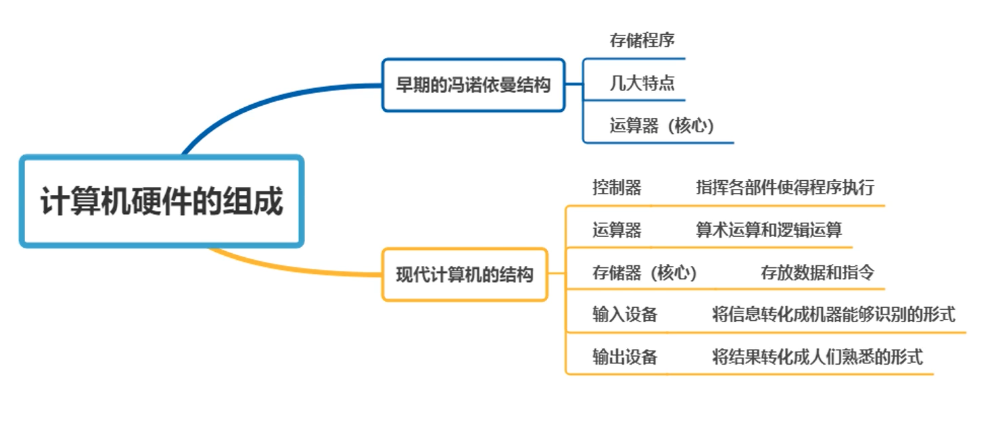 计算机硬件的组成
早期的冯诺依曼结构
存储程序
几大特点
运算器（核心）
现代计算机的结构
控制器 指挥各部件使得程序执行
运算器 算术运算和逻辑运算
存储器（核心） 存放数据和指令
输入设备 将信息转化成机器能够识别的形式
输出设备 将结果转化成人们熟悉的形式